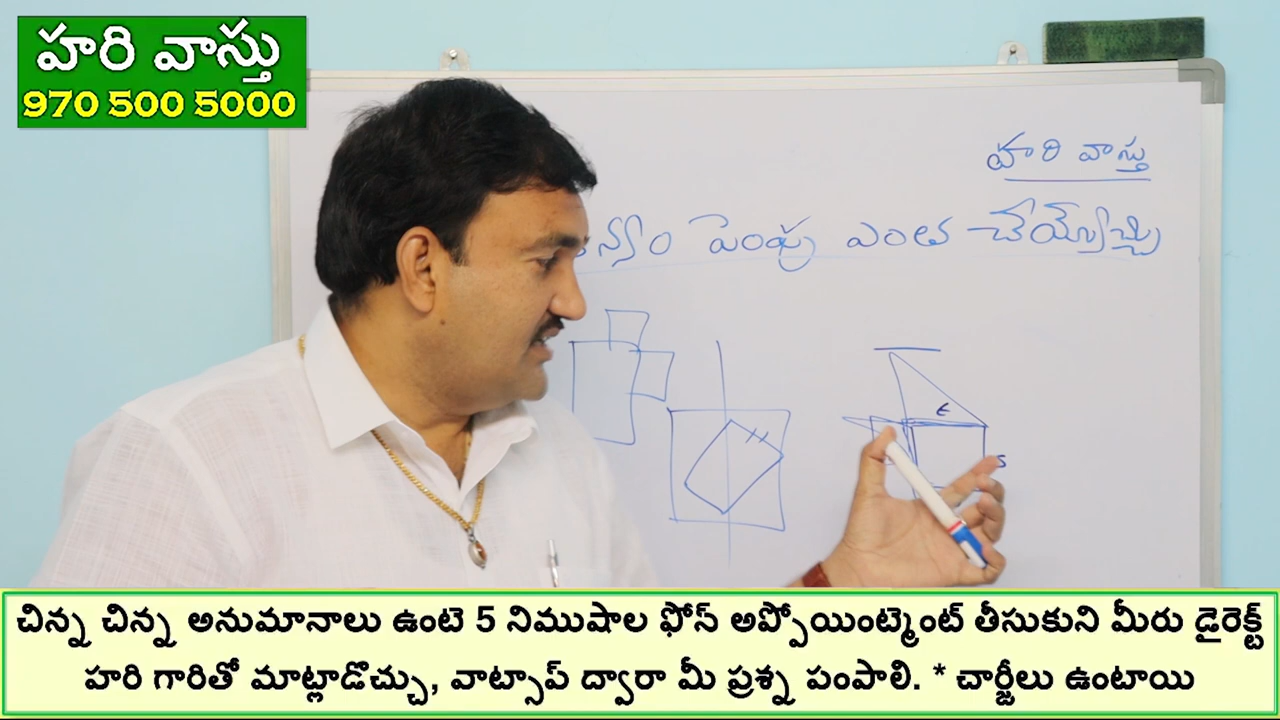 హరి వాస్తు
970 500 5000
హరి వాస్తు
పెంపు ఎంత చేయ్యొచ్చు
E
S
చిన్న చిన్న అనుమానాలు ఉంటె 5 నిముషాల ఫోన్ అప్పోయింట్మెంట్ తీసుకుని మీరు డైరెక్ట్
హరి గారితో మాట్లాడొచ్చు, వాట్సాప్ ద్వారా మీ ప్రశ్న పంపాలి. * చార్జీలు ఉంటాయి